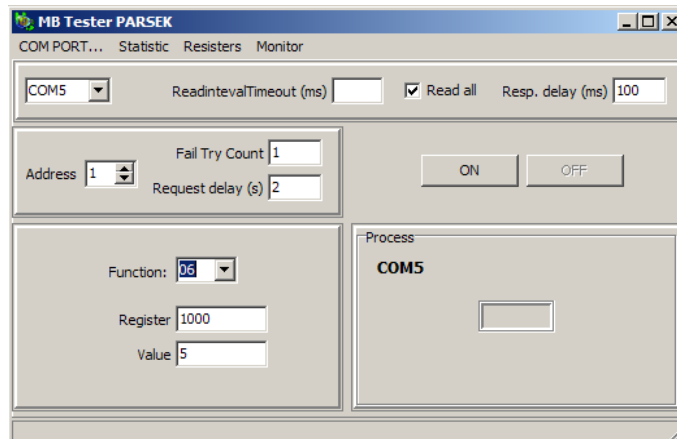 MB Tester PARSEK
COM PORT... Statistic Resisters Monitor
COM5 ReadintevalTimeout (ms) Read all Resp. delay (ms) 100
Address 1 Fail Try Count 1
Request delay (s) 2
ON OFF
Function: 06
Register 1000
Value 5
Process
COM5